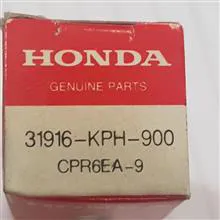 HONDA
GENUINE PARTS
31916-KPH-900
CPR6EA-9